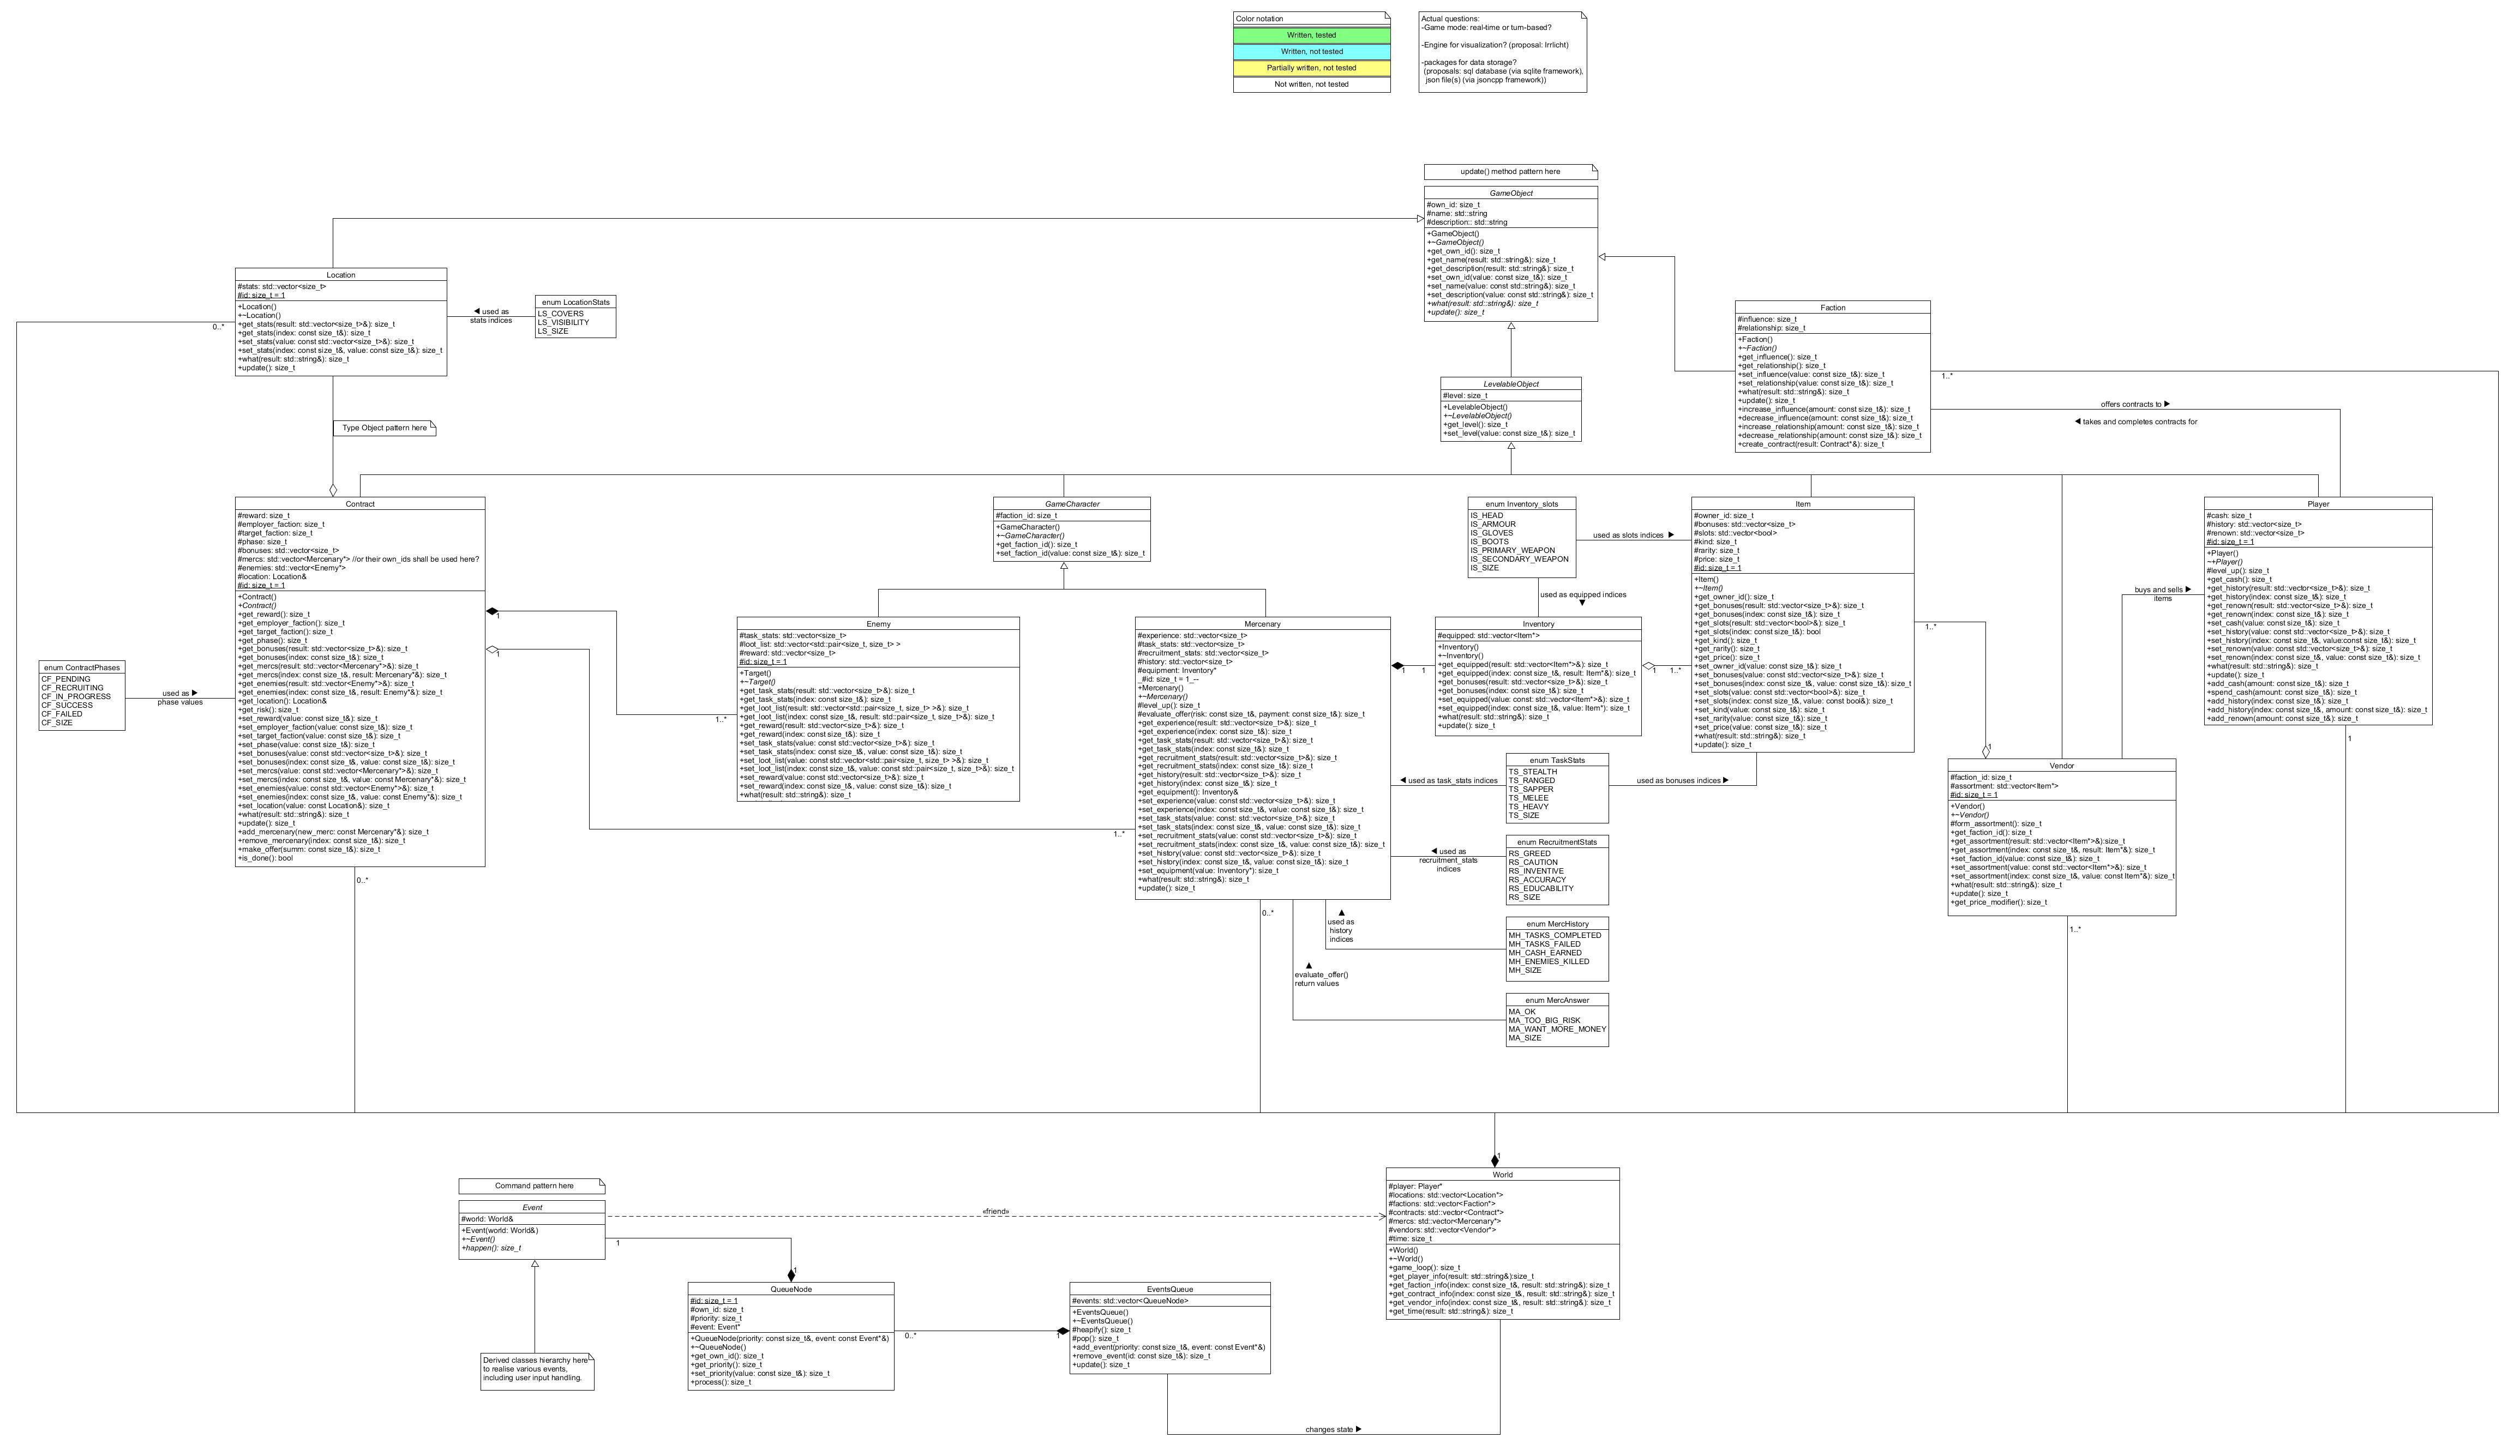 Color notation
Written, tested
Written, not tested
Partially written, not tested
Not written, not tested
Actual questions:
-Game mode: real-time or turn-based?
-Engine for visualization? (proposal: Irrlicht)
-packages for data storage?
(proposals: sql database (via sqlite framework),
json file(s) (via jsoncpp framework))
update() method pattern here
GameObject
#own_id: size_t
#name: std::string
#description:: std::string
+GameObject()
+~GameObject()
+get_own_id(): size_t
+get_name(result: std::string&): size_t
+get_description(result: std::string&): size_t
+set_own_id(value: const size_t&): size_t
+set_name(value: const std::string&): size_t
+set_description(value: const std::string&): size_t
+what(result: std::string&): size_t
+update(): size_t
Location
#stats: std::vector<size_t>
#id: size_t = 1
+Location()
+~Location()
+get_stats(result: std::vector<size_t>&): size_t
+get_stats(index: const size_t&): size_t
+set_stats(value: const std::vector<size_t>&): size_t
+set_stats(index: const size_t&, value: const size_t&): size_t
+what(result: std::string&): size_t
+update(): size_t
0..*
◀ used as
stats indices
enum LocationStats
LS_COVERS
LS_VISIBILITY
LS_SIZE
Faction
#influence: size_t
#relationship: size_t
+Faction()
+~Faction()
+get_influence(): size_t
+get_relationship(): size_t
+set_influence(value: const size_t&): size_t
+set_relationship(value: const size_t&): size_t
+what(result: std::string&): size_t
+update(): size_t
+increase_influence(amount: const size_t&): size_t
+decrease_influence(amount: const size_t&): size_t
+increase_relationship(amount: const size_t&): size_t
+decrease_relationship(amount: const size_t&): size_t
+create_contract(result: Contract*&): size_t
1..*
offers contracts to ▶
◀ takes and completes contracts for
LevelableObject
#level: size_t
+LevelableObject()
+~LevelableObject()
+get_level(): size_t
+set_level(value: const size_t&): size_t
Type Object pattern here
Contract
#reward: size_t
#employer_faction: size_t
#target_faction: size_t
#phase: size_t
#bonuses: std::vector<size_t>
#mercs: std::vector<Mercenary*> //or their own_ids shall be used here?
#enemies: std::vector<Enemy*>
#location: Location&
#id: size_t = 1
+Contract()
+Contract()
+get_reward(): size_t
+get_employer_faction(): size_t
+get_target_faction(): size_t
+get_phase(): size_t
+get_bonuses(result: std::vector<size_t>&): size_t
+get_bonuses(index: const size_t&): size_t
+get_mercs(result: std::vector<Mercenary*>&): size_t
+get_mercs(index: const size_t&, result: Mercenary*&): size_t
+get_enemies(result: std::vector<Enemy*>&): size_t
+get_enemies(index: const size_t&, result: Enemy*&): size_t
+get_location(): Location&
+get_risk(): size_t
+set_reward(value: const size_t&): size_t
+set_employer_faction(value: const size_t&): size_t
+set_target_faction(value: const size_t&): size_t
+set_phase(value: const size_t&): size_t
+set_bonuses(value: const std::vector<size_t>&): size_t
+set_bonuses(index: const size_t&, value: const size_t&): size_t
+set_mercs(value: const std::vector<Mercenary*>&): size_t
+set_mercs(index: const size_t&, value: const Mercenary*&): size_t
+set_enemies(value: const std::vector<Enemy*>&): size_t
+set_enemies(index: const size_t&, value: const Enemy*&): size_t
+set_location(value: const Location&): size_t
+what(result: std::string&): size_t
+update(): size_t
+add_mercenary(new_merc: const Mercenary*&): size_t
+remove_mercenary(index: const size_t&): size_t
+make_offer(summ: const size_t&): size_t
+is_done(): bool
1
1
0..*
enum ContractPhases
CF_PENDING
CF_RECRUITING
CF_IN_PROGRESS
CF_SUCCESS
CF_FAILED
CF_SIZE
used as ▶
phase values
GameCharacter
#faction_id: size_t
+GameCharacter()
+~GameCharacter()
+get_faction_id(): size_t
+set_faction_id(value: const size_t&): size_t
Enemy
#task_stats: std::vector<size_t>
#loot_list: std::vector<std::pair<size_t, size_t> >
#reward: std::vector<size_t>
#id: size_t = 1
+Target()
+~Target()
+get_task_stats(result: std::vector<size_t>&): size_t
+get_task_stats(index: const size_t&): size_t
+get_loot_list(result: std::vector<std::pair<size_t, size_t> >&): size_t
+get_loot_list(index: const size_t&, result: std::pair<size_t, size_t>&): size_t
+get_reward(result: std::vector<size_t>&): size_t
+get_reward(index: const size_t&): size_t
+set_task_stats(value: const std::vector<size_t>&): size_t
+set_task_stats(index: const size_t&, value: const size_t&): size_t
+set_loot_list(value: const std::vector<std::pair<size_t, size_t> >&): size_t
+set_loot_list(index: const size_t&, value: const std::pair<size_t, size_t>&): size_t
+set_reward(value: const std::vector<size_t>&): size_t
+set_reward(index: const size_t&, value: const size_t&): size_t
+what(result: std::string&): size_t
1..*
1..*
Mercenary
#experience: std::vector<size_t>
#task_stats: std::vector<size_t>
#recruitment_stats: std::vector<size_t>
#history: std::vector<size_t>
#equipment: Inventory*
_#id: size_t = 1_--
+Mercenary()
+~Mercenary()
#level_up(): size_t
#evaluate_offer(risk: const size_t&, payment: const size_t&): size_t
+get_experience(result: std::vector<size_t>&): size_t
+get_experience(index: const size_t&): size_t
+get_task_stats(result: std::vector<size_t>&): size_t
+get_task_stats(index: const size_t&): size_t
+get_recruitment_stats(result: std::vector<size_t>&): size_t
+get_recruitment_stats(index: const size_t&): size_t
+get_history(result: std::vector<size_t>&): size_t
+get_history(index: const size_t&): size_t
+get_equipment(): Inventory&
+set_experience(value: const std::vector<size_t>&): size_t
+set_experience(index: const size_t&, value: const size_t&): size_t
+set_task_stats(value: const: std::vector<size_t>&): size_t
+set_task_stats(index: const size_t&, value: const size_t&): size_t
+set_recruitment_stats(value: const std::vector<size_t>&): size_t
+set_recruitment_stats(index: const size_t&, value: const size_t&): size_t
+set_history(value: const std::vector<size_t>&): size_t
+set_history(index: const size_t&, value: const size_t&): size_t
+set_equipment(value: Inventory*): size_t
+what(result: std::string&): size_t
+update(): size_t
1
1
0..*
enum Inventory_slots
IS_HEAD
IS_ARMOUR
IS_GLOVES
IS_BOOTS
IS_PRIMARY_WEAPON
IS_SECONDARY_WEAPON
IS_SIZE
used as slots indices ▶
used as equipped indices
▼
Inventory
#equipped: std::vector<Item*>
+Inventory()
+~Inventory()
+get_equipped(result: std::vector<Item*>&): size_t
+get_equipped(index: const size_t&, result: Item*&): size_t
+get_bonuses(result: std::vector<size_t>&): size_t
+get_bonuses(index: const size_t&): size_t
+set_equipped(value: const: std::vector<Item*>&): size_t
+set_equipped(index: const size_t&, value: Item*): size_t
+what(result: std::string&): size_t
+update(): size_t
1
1..*
Item
#owner_id: size_t
#bonuses: std::vector<size_t>
#slots: std::vector<bool>
#kind: size_t
#rarity: size_t
#price: size_t
#id: size_t = 1
+Item()
+~Item()
+get_owner_id(): size_t
+get_bonuses(result: std::vector<size_t>&): size_t
+get_bonuses(index: const size_t&): size_t
+get_slots(result: std::vector<bool>&): size_t
+get_slots(index: const size_t&): bool
+get_kind(): size_t
+get_rarity(): size_t
+get_price(): size_t
+set_owner_id(value: const size_t&): size_t
+set_bonuses(value: const std::vector<size_t>&): size_t
+set_bonuses(index: const size_t&, value: const size_t&): size_t
+set_slots(value: const std::vector<bool>&): size_t
+set_slots(index: const size_t&, value: const bool&): size_t
+set_kind(value: const size_t&): size_t
+set_rarity(value: const size_t&): size_t
+set_price(value: const size_t&): size_t
+what(result: std::string&): size_t
+update(): size_t
1..*
1
Player
#cash: size_t
#history: std::vector<size_t>
#renown: std::vector<size_t>
#id: size_t = 1
+Player()
~+Player()
#level_up(): size_t
+get_cash(): size_t
+get_history(result: std::vector<size_t>&): size_t
+get_history(index: const size_t&): size_t
+get_renown(result: std::vector<size_t>&): size_t
+get_renown(index: const size_t&): size_t
+set_cash(value: const size_t&): size_t
+set_history(value: const std::vector<size_t>&): size_t
+set_history(index: const size_t&, value:const size_t&): size_t
+set_renown(value: const std::vector<size_t>&): size_t
+set_renown(index: const size_t&, value: const size_t&): size_t
+what(result: std::string&): size_t
+update(): size_t
+add_cash(amount: const size_t&): size_t
+spend_cash(amount: const size_t&): size_t
+add_history(index: const size_t&): size_t
+add_history(index: const size_t&, amount: const size_t&): size_t
+add_renown(amount: const size_t&): size_t
1
buys and sells ▶
items
Vendor
#faction_id: size_t
#assortment: std::vector<Item*>
#id: size_t = 1
+Vendor()
+~Vendor()
#form_assortment(): size_t
+get_faction_id(): size_t
+get_assortment(result: std::vector<Item*>&):size_t
+get_assortment(index: const size_t&, result: Item*&): size_t
+set_faction_id(value: const size_t&): size_t
+set_assortment(value: const std::vector<Item*>&): size_t
+set_assortment(index: const size_t&, value: const Item*&): size_t
+what(result: std::string&): size_t
+update(): size_t
+get_price_modifier(): size_t
1..*
enum TaskStats
TS_STEALTH
TS_RANGED
TS_SAPPER
TS_MELEE
TS_HEAVY
TS_SIZE
◀ used as task_stats indices
used as bonuses indices ▶
enum RecruitmentStats
RS_GREED
RS_CAUTION
RS_INVENTIVE
RS_ACCURACY
RS_EDUCABILITY
RS_SIZE
◀ used as
recruitment_stats
indices
enum MercHistory
MH_TASKS_COMPLETED
MH_TASKS_FAILED
MH_CASH_EARNED
MH_ENEMIES_KILLED
MH_SIZE
▲
used as
history
indices
enum MercAnswer
MA_OK
MA_TOO_BIG_RISK
MA_WANT_MORE_MONEY
MA_SIZE
▲
evaluate_offer()
return values
1
World
#player: Player*
#locations: std::vector<Location*>
#factions: std::vector<Faction*>
#contracts: std::vector<Contract*>
#mercs: std::vector<Mercenary*>
#vendors: std::vector<Vendor*>
#time: size_t
+World()
+~World()
+game_loop(): size_t
+get_player_info(result: std::string&):size_t
+get_faction_info(index: const size_t&, result: std::string&): size_t
+get_contract_info(index: const size_t&, result: std::string&): size_t
+get_vendor_info(index: const size_t&, result: std::string&): size_t
+get_time(result: std::string&): size_t
Command pattern here
Event
#world: World&
+Event(world: World&)
+~Event()
+happen(): size_t
«friend»
1
1
Derived classes hierarchy here
to realise various events,
including user input handling.
QueueNode
#id: size_t = 1
#own_id: size_t
#priority: size_t
#event: Event*
+QueueNode(priority: const size_t&, event: const Event*&)
+~QueueNode()
+get_own_id(): size_t
+get_priority(): size_t
+set_priority(value: const size_t&): size_t
+process(): size_t
0..*
1
EventsQueue
#events: std::vector<QueueNode>
+EventsQueue()
+~EventsQueue()
#heapify(): size_t
#pop(): size_t
+add_event(priority: const size_t&, event: const Event*&)
+remove_event(id: const size_t&): size_t
+update(): size_t
changes state ▶